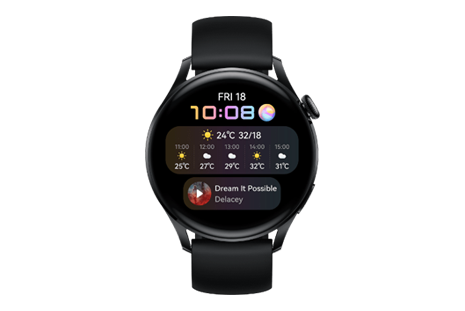 FRI 18
10:08
24°C 32/18
11:00 12:00 13:00 14:00 15:00
25°C 27°C 29°C 32°C 31°C
Dream It Possible
Delacey